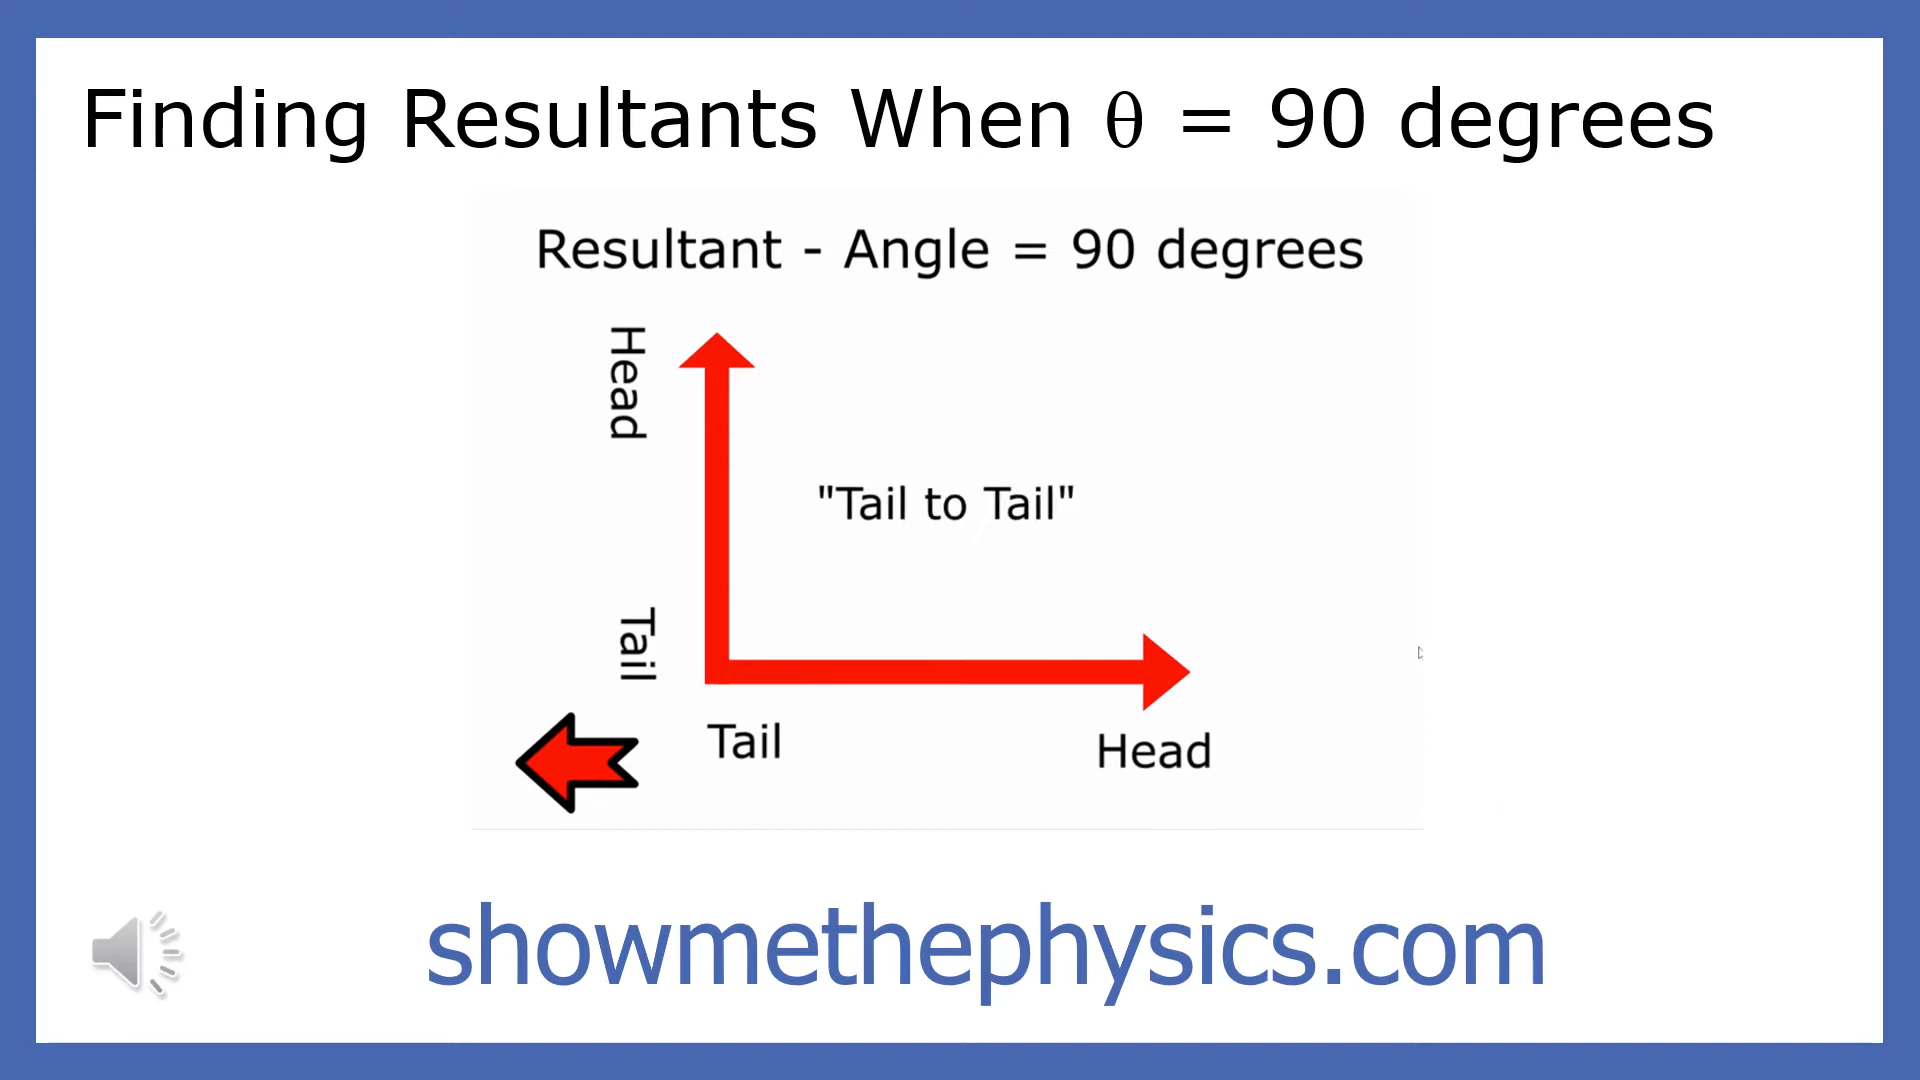 Finding Resultants When θ = 90 degrees
Resultant - Angle = 90 degrees
Head
"Tail to Tail"
Tail
Tail
Head
showmethephysics.com